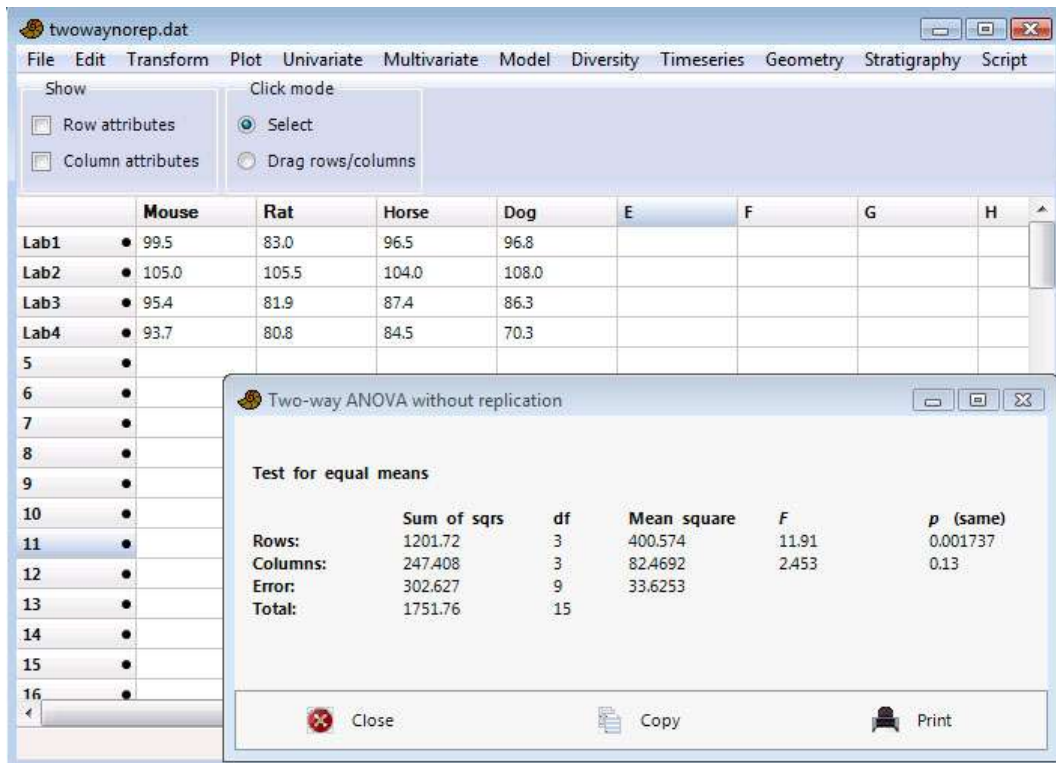 twowaynorep.dat
File Edit Transform Plot Univariate Multivariate Model Diversity Timeseries Geometry Stratigraphy Script
Show Click mode
Row attributes Select
Column attributes Drag rows/columns
Mouse Rat Horse Dog E F G H
Lab1 99.5 83.0 96.5 96.8
Lab2 105.0 105.5 104.0 108.0
Lab3 95.4 81.9 87.4 86.3
Lab4 93.7 80.8 84.5 70.3
5
6
7
8
9
10
11
12
13
14
15
16
Two-way ANOVA without replication
Test for equal means
Sum of sqrs df Mean square F p (same)
Rows: 1201.72 3 400.574 11.91 0.001737
Columns: 247.408 3 82.4692 2.453 0.13
Error: 302.627 9 33.6253
Total: 1751.76 15
Close Copy Print